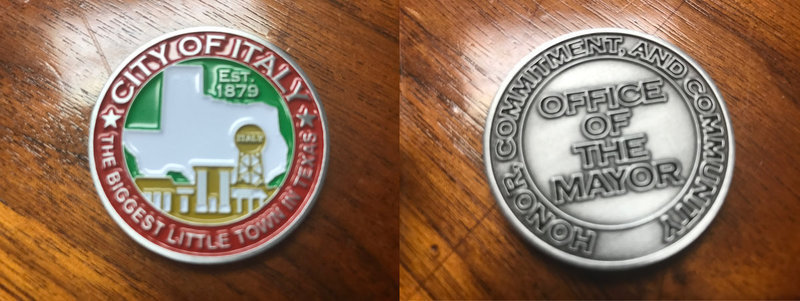 CITY OF ITALY
EST.
1879
ITALY
THE BIGGEST LITTLE TOWN IN TEXAS
HONOR, COMMITMENT, AND COMMUNITY
OFFICE
OF
THE
MAYOR